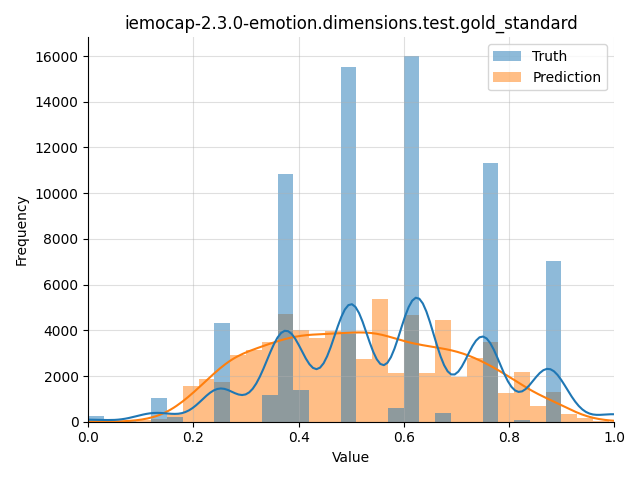 iemocap-2.3.0-emotion.dimensions.test.gold_standard
Truth
Prediction
Frequency
16000
14000
12000
10000
8000
6000
4000
2000
0
0.0 0.2 0.4 0.6 0.8 1.0
Value